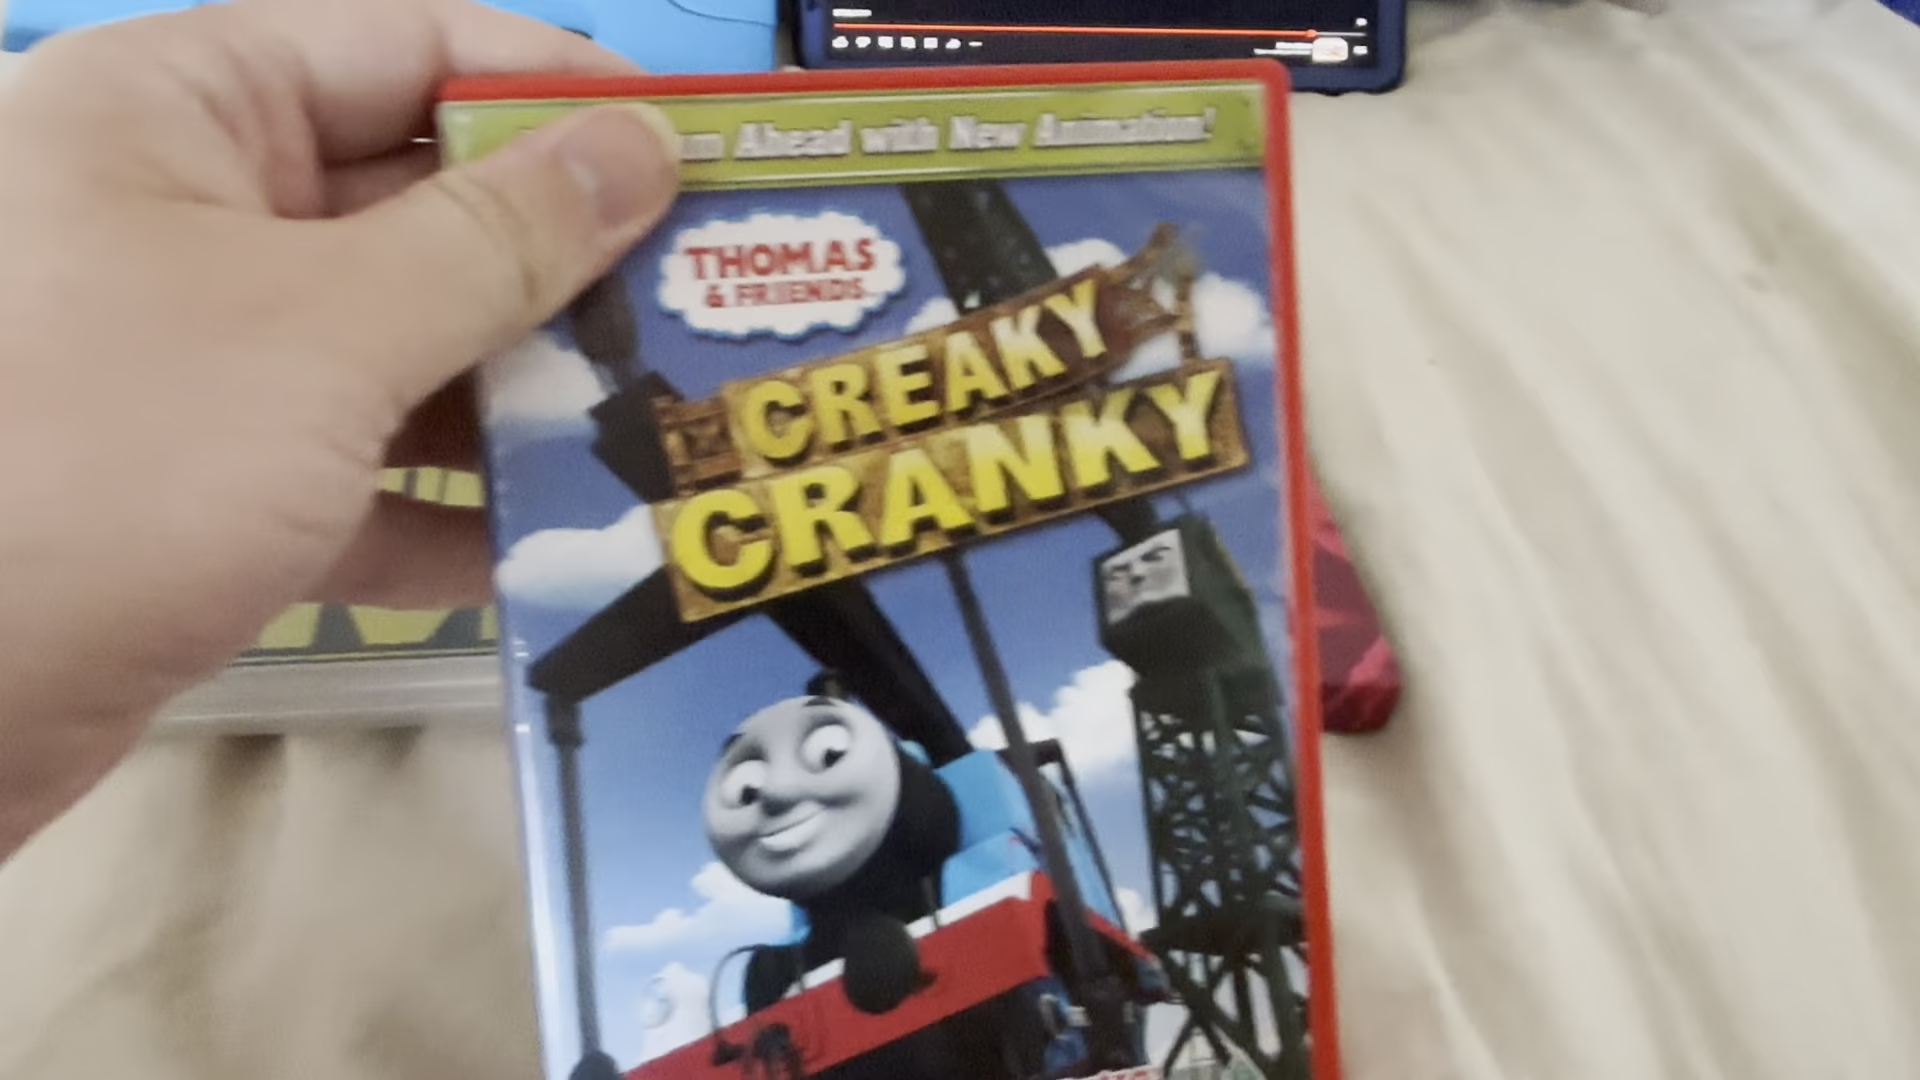 Ahead with New Animation!
THOMAS
& FRIENDS
CREAKY
CRANKY